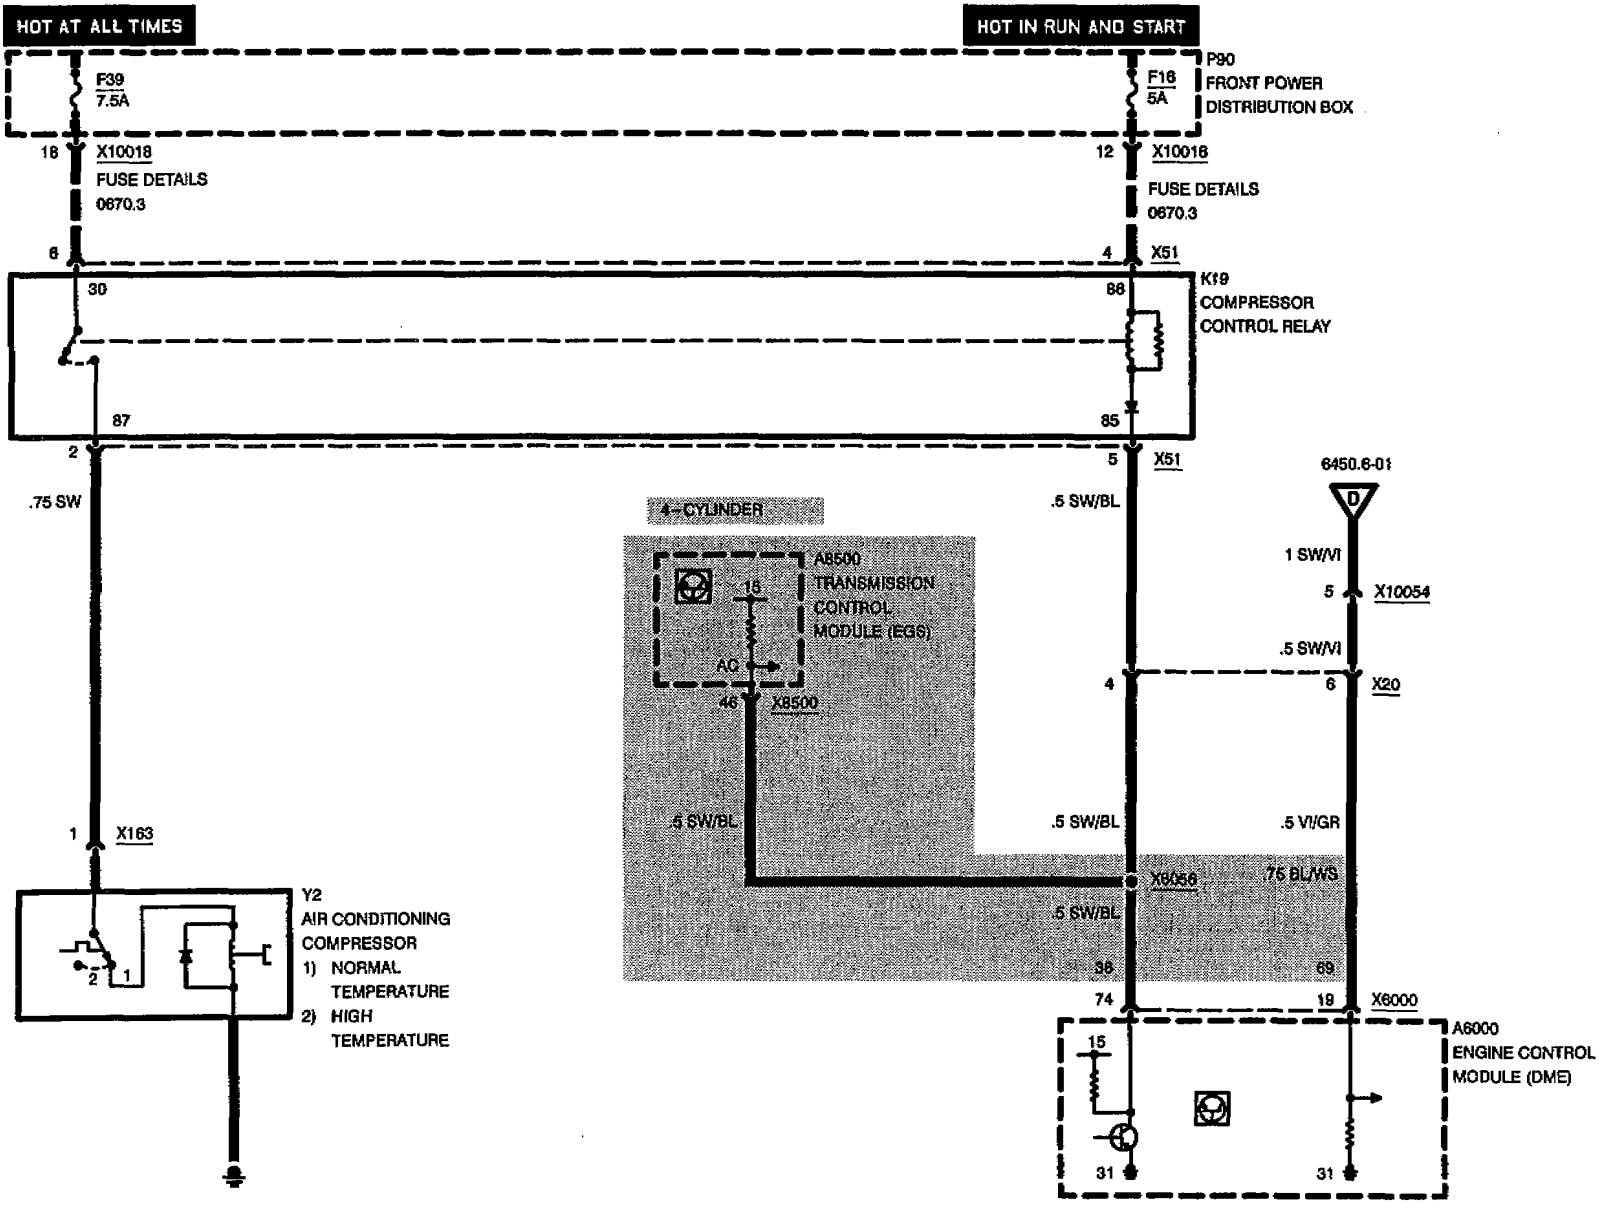 HOT AT ALL TIMES
HOT IN RUN AND START
F39
7.5A
F16
5A
P90
FRONT POWER
DISTRIBUTION BOX
18
X10018
FUSE DETAILS
0670.3
12
X10016
FUSE DETAILS
0670.3
6
4
X51
30
86
K19
COMPRESSOR
CONTROL RELAY
87
85
2
5
X51
.75 SW
.5 SW/BL
6450.6-01
D
4-CYLINDER
1 SW/VI
A8500
TRANSMISSION
CONTROL
MODULE (EGS)
15
AC
5
X10054
.5 SW/VI
46
X8500
4
6
X20
.5 SW/BL
.5 SW/BL
.5 VI/GR
1
X163
X6056
.75 BL/WS
.5 SW/BL
Y2
AIR CONDITIONING
COMPRESSOR
1) NORMAL
TEMPERATURE
2) HIGH
TEMPERATURE
2
1
38
69
74
19
X6000
A6000
ENGINE CONTROL
MODULE (DME)
15
31
31